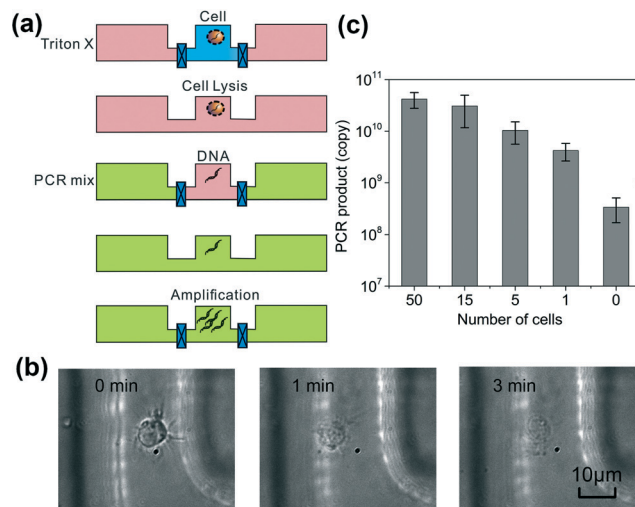 (a)
Cell
Triton X
Cell Lysis
DNA
PCR mix
Amplification
(c)
PCR product (copy)
10¹¹
10¹⁰
10⁹
10⁸
10⁷
50 15 5 1 0
Number of cells
(b)
0 min
1 min
3 min
10μm